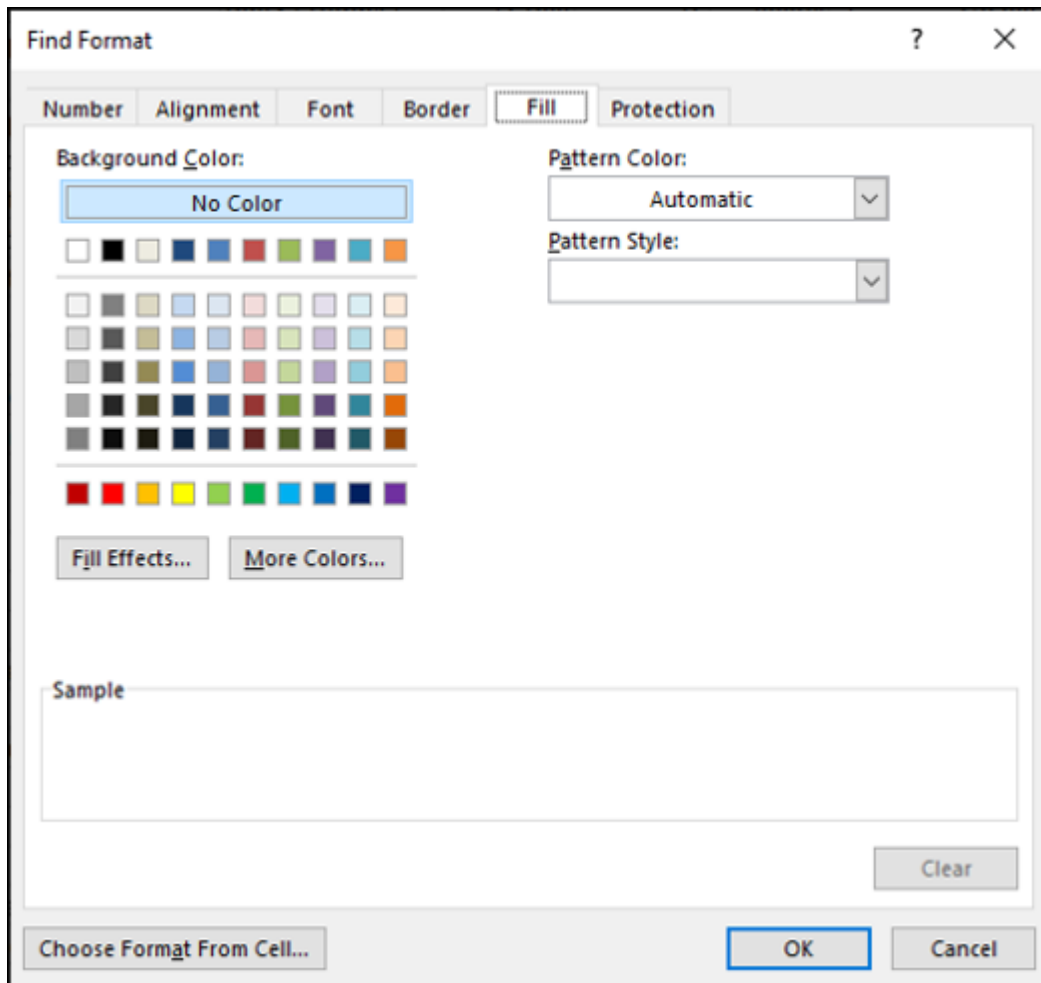 Find Format
?
Number Alignment Font Border Fill Protection
Background Color:
No Color
Pattern Color:
Automatic
Pattern Style:
Fill Effects... More Colors...
Sample
Clear
Choose Format From Cell... OK Cancel